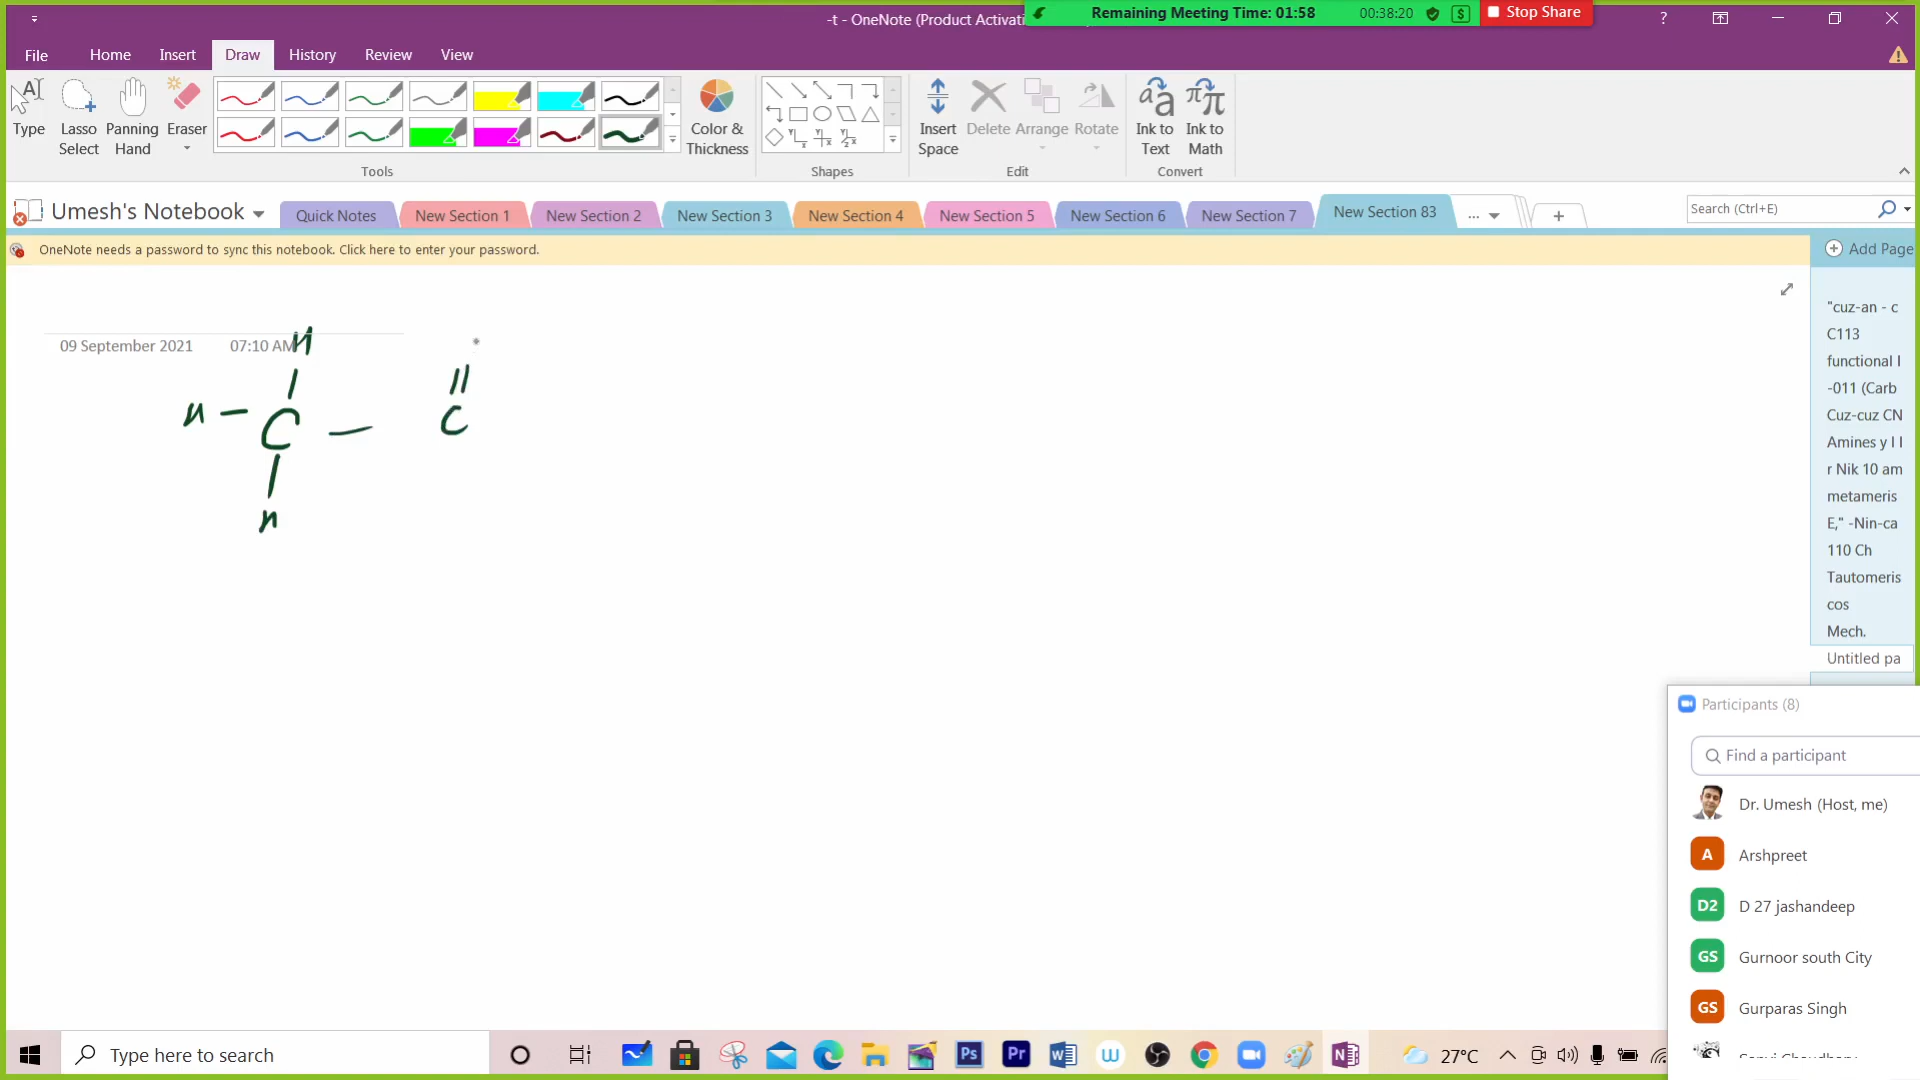 -t - OneNote (Product Activati
Remaining Meeting Time: 01:58
00:38:20
Stop Share
File
Home
Insert
Draw
History
Review
View
Type
Lasso Select
Panning Hand
Eraser
Color & Thickness
Insert Space
Delete
Arrange
Rotate
Ink to Text
Ink to Math
Tools
Shapes
Edit
Convert
Umesh's Notebook
Quick Notes
New Section 1
New Section 2
New Section 3
New Section 4
New Section 5
New Section 6
New Section 7
New Section 83
...
Search (Ctrl+E)
OneNote needs a password to sync this notebook. Click here to enter your password.
Add Page
09 September 2021
07:10 AM
H
H - C - C
H
"cuz-an - c
C113
functional I
-011 (Carb
Cuz-cuz CN
Amines y I I
r Nik 10 am
metameris
E," -Nin-ca
110 Ch
Tautomeris
cos
Mech.
Untitled pa
Participants (8)
Find a participant
Dr. Umesh (Host, me)
A Arshpreet
D2 D 27 jashandeep
GS Gurnoor south City
GS Gurparas Singh
Type here to search
27°C